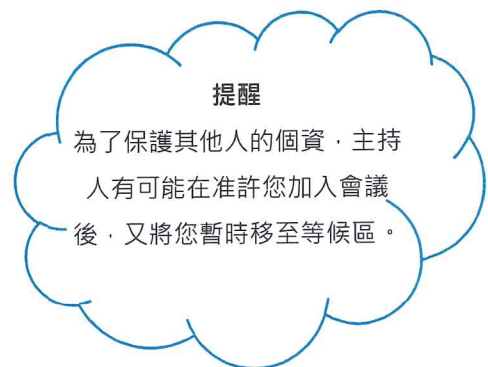 提醒
為了保護其他人的個資，主持
人有可能在准許您加入會議
後，又將您暫時移至等候區。